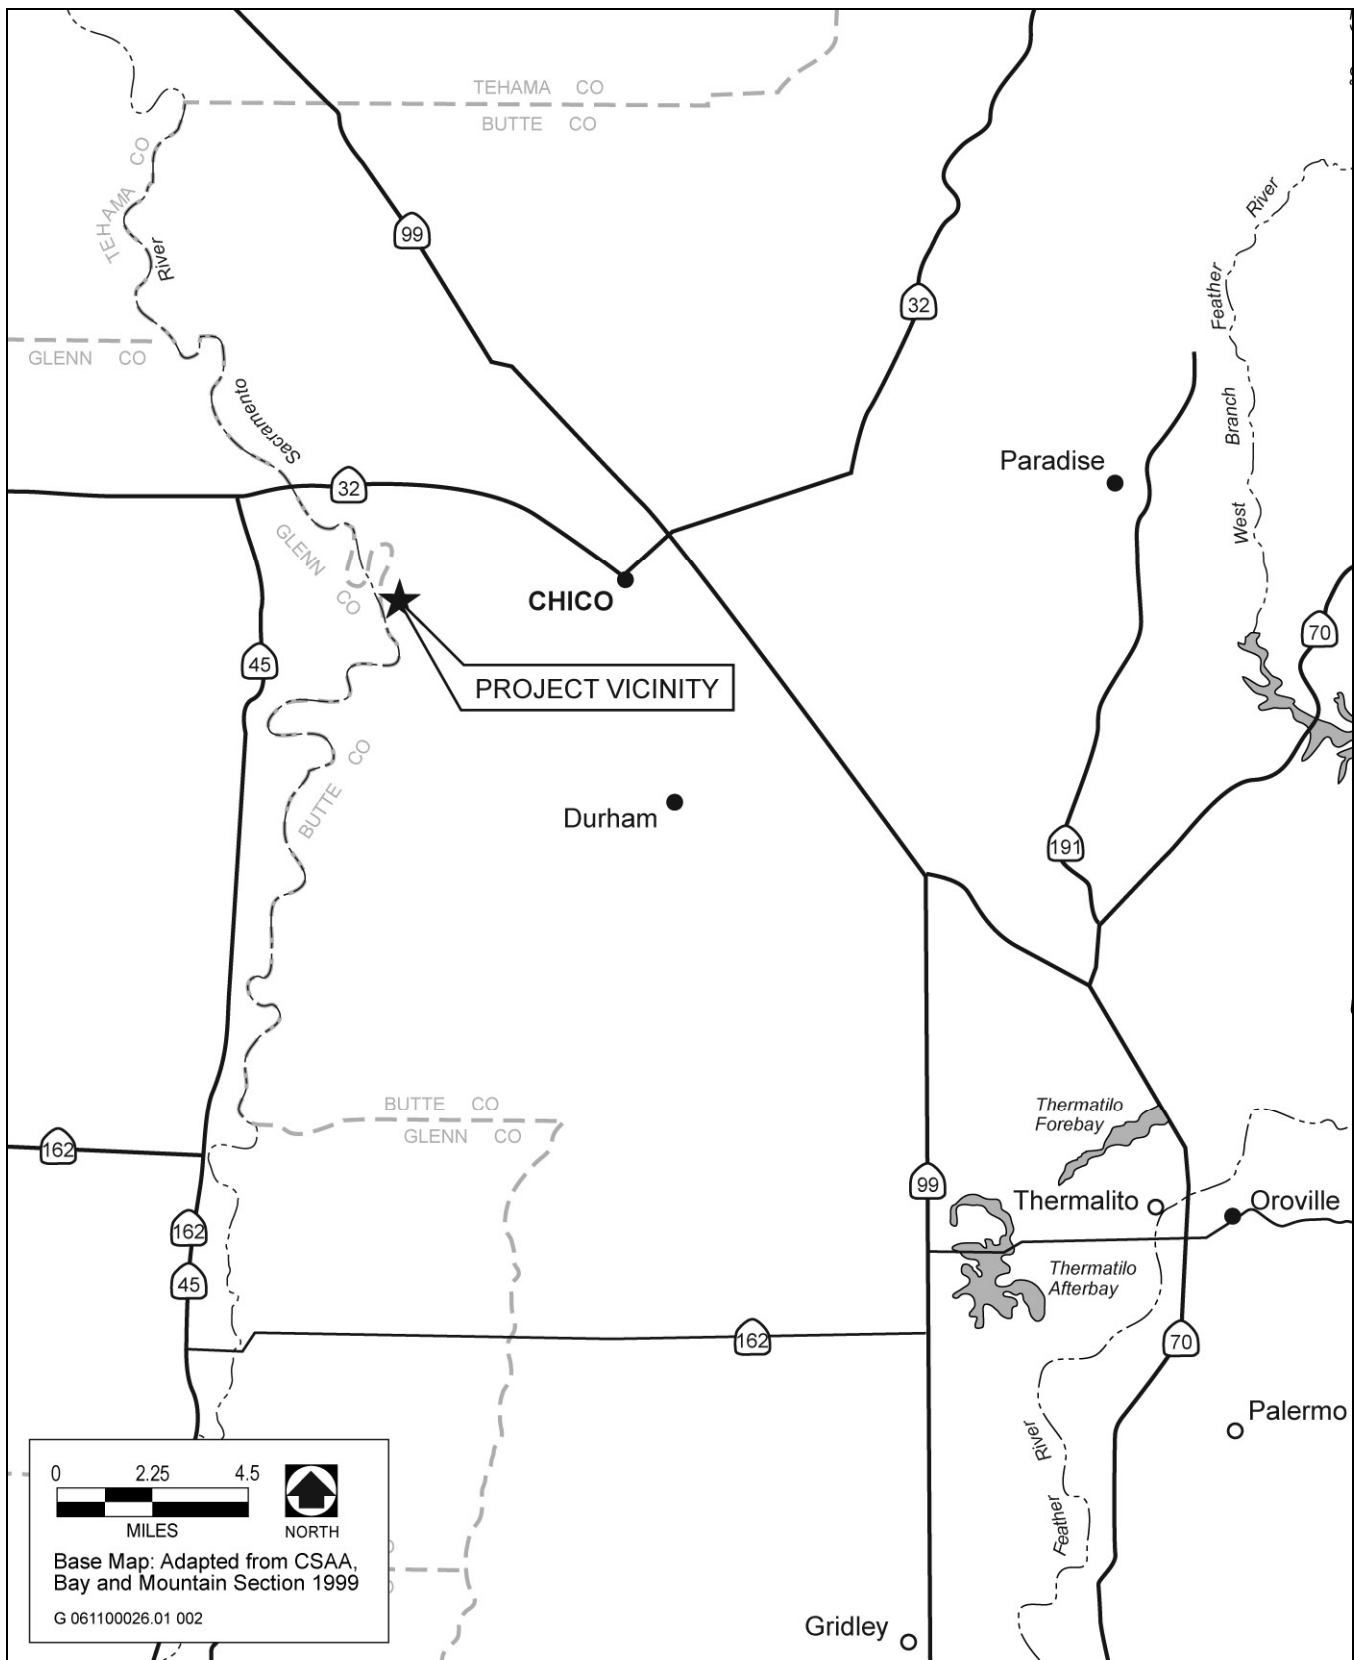 TEHAMA CO
BUTTE CO
TEHAMA CO
River
99
32
River
Feather
Branch
West
GLENN CO
Sacramento
32
Paradise
GLENN CO
CHICO
45
70
PROJECT VICINITY
BUTTE CO
Durham
191
BUTTE CO
GLENN CO
Thermatilo
Forebay
162
99
Thermalito
Oroville
162
45
Thermatilo
Afterbay
162
70
Palermo
River
Feather
Gridley
0 2.25 4.5
MILES
NORTH
Base Map: Adapted from CSAA,
Bay and Mountain Section 1999
G 061100026.01 002